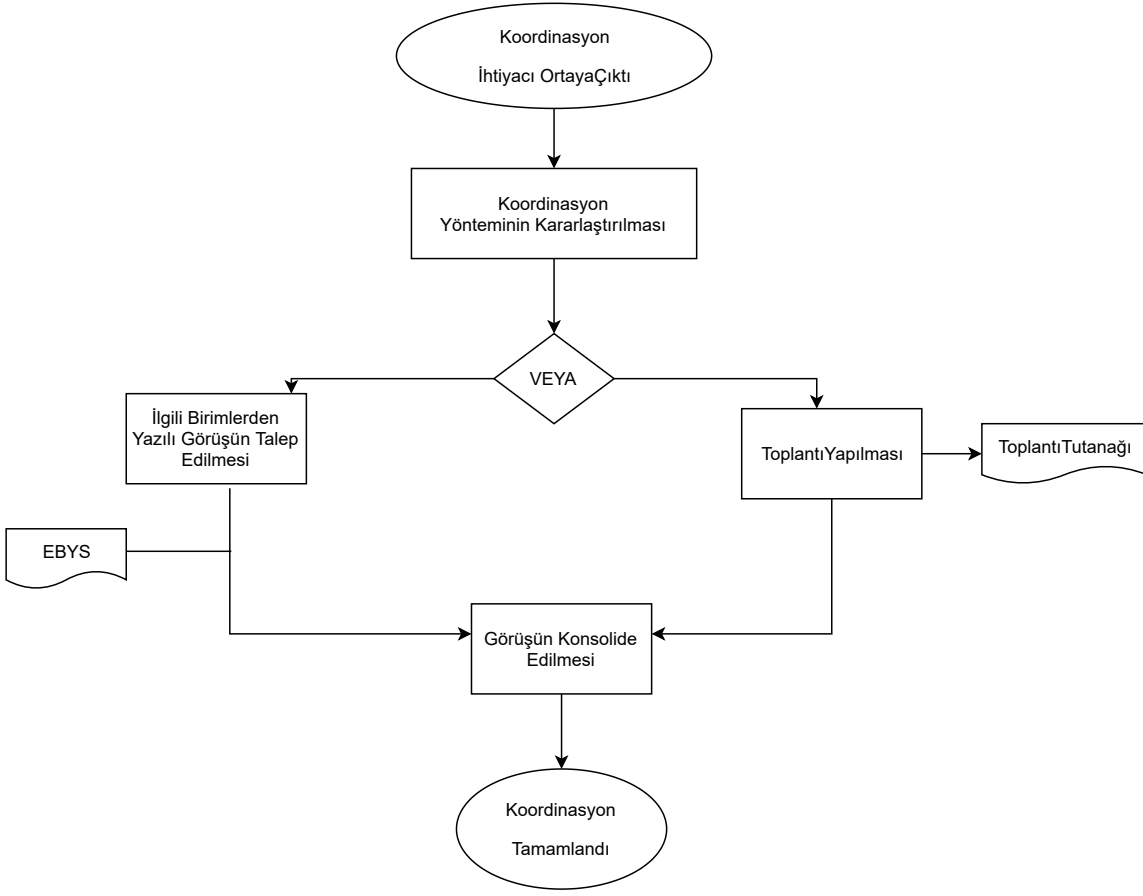 Koordinasyon
İhtiyacı OrtayaÇıktı
Koordinasyon
Yönteminin Kararlaştırılması
VEYA
İlgili Birimlerden
Yazılı Görüşün Talep
Edilmesi
ToplantıYapılması
ToplantıTutanağı
EBYS
Görüşün Konsolide
Edilmesi
Koordinasyon
Tamamlandı